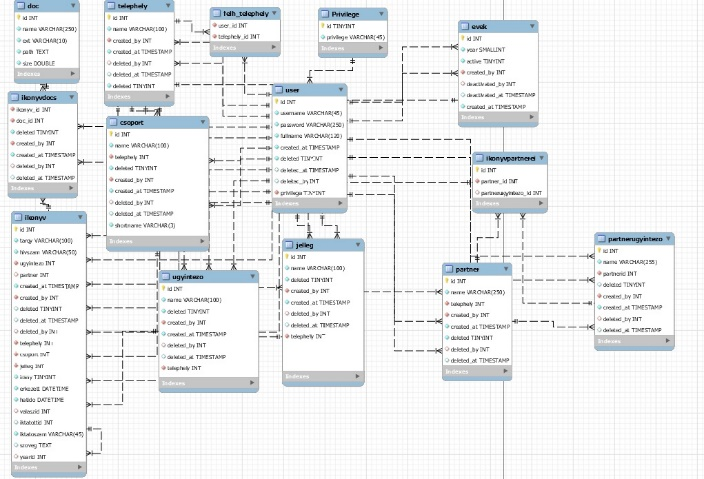 doc
id INT
name VARCHAR(250)
ext VARCHAR(10)
path TEXT
size DOUBLE
Indexes
telephely
id INT
name VARCHAR(100)
created_by INT
created_at TIMESTAMP
deleted_by INT
deleted_at TIMESTAMP
deleted TINYINT
Indexes
felh_telephely
user_id INT
telephely_id INT
Indexes
Privilege
id TINYINT
privilege VARCHAR(45)
Indexes
evek
id INT
year SMALLINT
active TINYINT
created_by INT
deactivated_by INT
deactivated_at TIMESTAMP
created_at TIMESTAMP
Indexes
ikonyvdocs
ikonyv_id INT
doc_id INT
deleted TINYINT
created_by INT
created_at TIMESTAMP
deleted_by INT
deleted_at TIMESTAMP
Indexes
csoport
id INT
name VARCHAR(100)
telephely INT
deleted TINYINT
created_by INT
created_at TIMESTAMP
deleted_by INT
deleted_at TIMESTAMP
shortname VARCHAR(3)
Indexes
user
id INT
username VARCHAR(45)
password VARCHAR(250)
fullname VARCHAR(120)
created_at TIMESTAMP
deleted TINYINT
deleted_at TIMESTAMP
deleted_by INT
privilege TINYINT
Indexes
ikonyvpartnerei
id INT
partner_id INT
partnerugyintezo_id INT
Indexes
ikonyv
id INT
targy VARCHAR(100)
hivszam VARCHAR(50)
ugyintezo INT
partner INT
created_at TIMESTAMP
created_by INT
deleted TINYINT
deleted_at TIMESTAMP
deleted_by INT
telephely INT
csoport INT
jelleg INT
irany TINYINT
erkezett DATETIME
hatido DATETIME
valaszid INT
iktatottid INT
iktatoszam VARCHAR(45)
szoveg TEXT
yearid INT
Indexes
ugyintezo
id INT
name VARCHAR(100)
deleted TINYINT
created_by INT
created_at TIMESTAMP
deleted_by INT
deleted_at TIMESTAMP
telephely INT
Indexes
jelleg
id INT
name VARCHAR(100)
deleted TINYINT
created_by INT
created_at TIMESTAMP
deleted_by INT
deleted_at TIMESTAMP
telephely INT
Indexes
partner
id INT
name VARCHAR(250)
telephely INT
created_by INT
created_at TIMESTAMP
deleted TINYINT
deleted_by INT
deleted_at TIMESTAMP
Indexes
partnerugyintezo
id INT
name VARCHAR(255)
partnerid INT
deleted TINYINT
created_by INT
created_at TIMESTAMP
deleted_by INT
deleted_at TIMESTAMP
Indexes